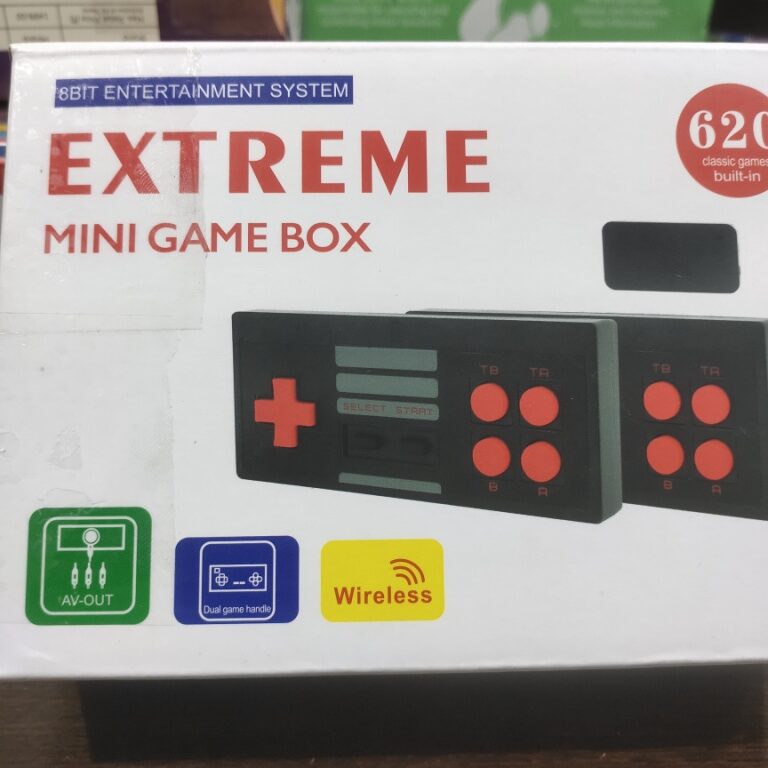 8BIT ENTERTAINMENT SYSTEM
EXTREME
MINI GAME BOX
620
classic games
built-in
TB TA
SELECT START
B A
TB TA
B A
AV-OUT
Dual game handle
Wireless